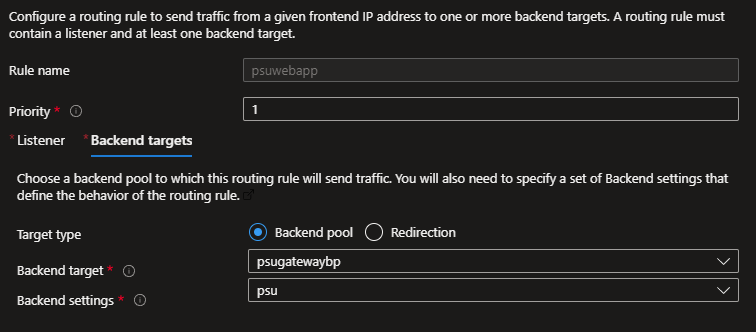 Configure a routing rule to send traffic from a given frontend IP address to one or more backend targets. A routing rule must
contain a listener and at least one backend target.
Rule name psuwebapp
Priority * 1
* Listener * Backend targets
Choose a backend pool to which this routing rule will send traffic. You will also need to specify a set of Backend settings that
define the behavior of the routing rule.
Target type Backend pool Redirection
Backend target * psugatewaybp
Backend settings * psu